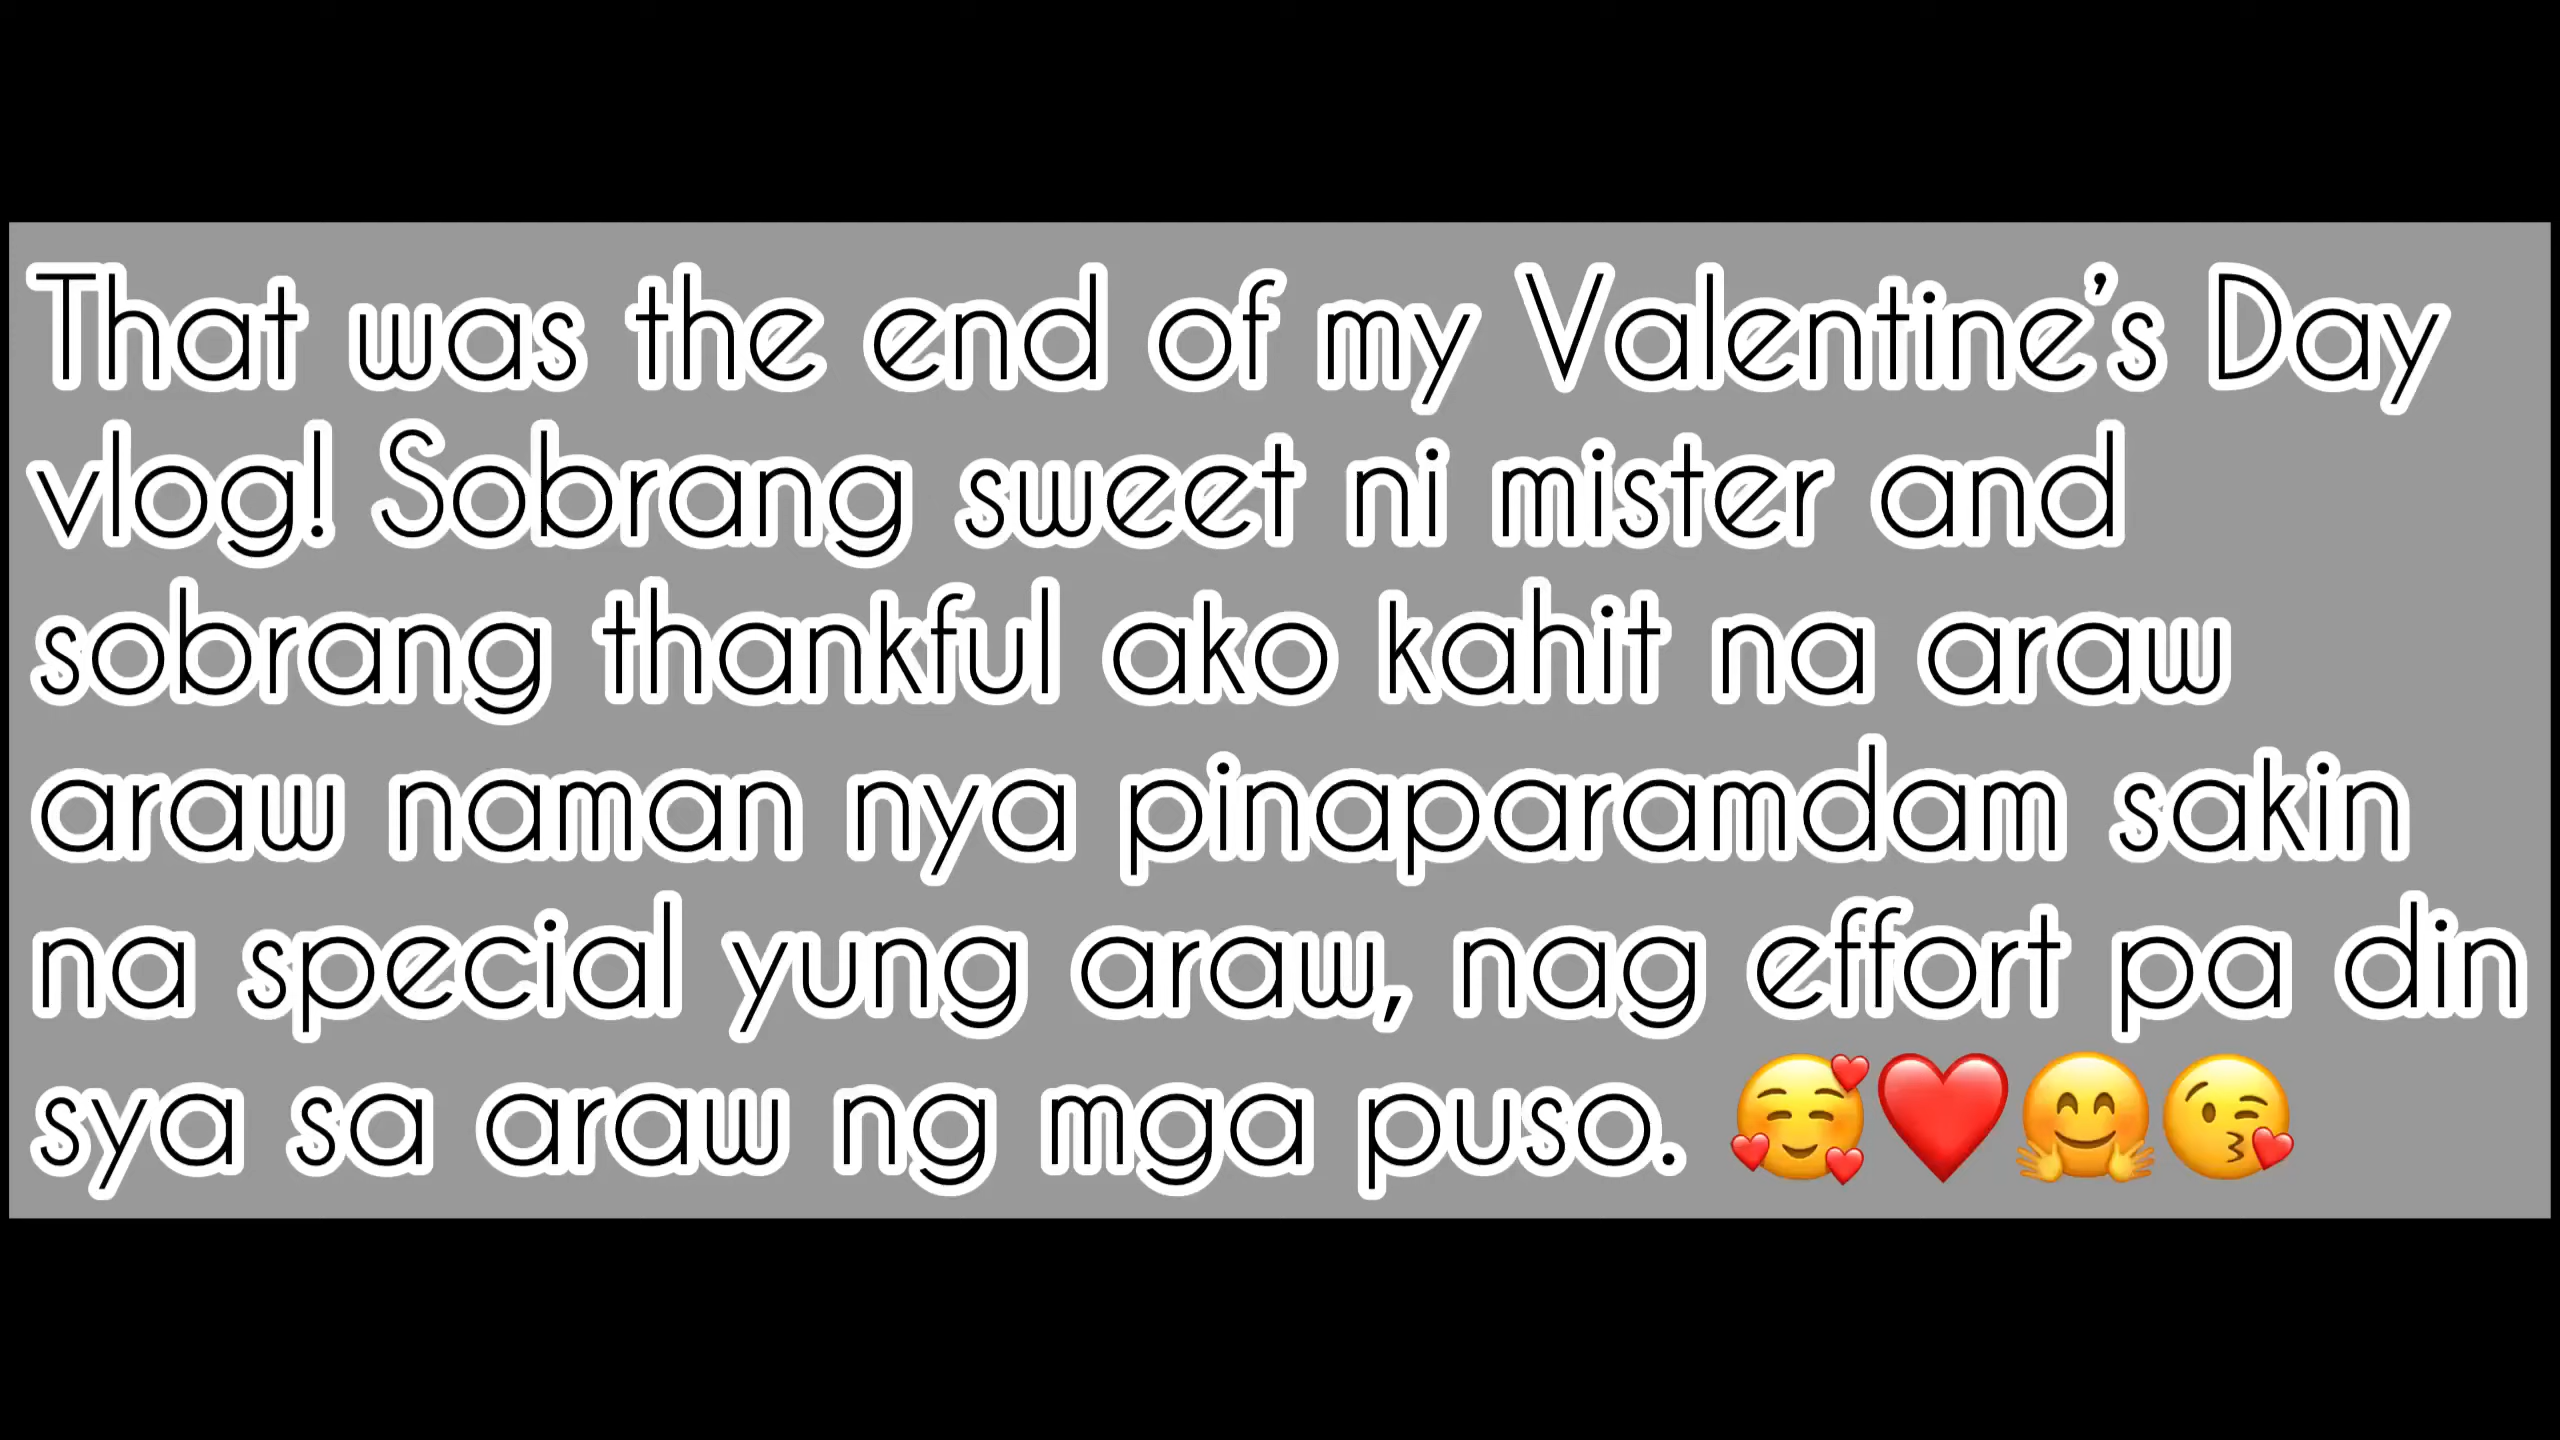 That was the end of my Valentine’s Day
vlog! Sobrang sweet ni mister and
sobrang thankful ako kahit na araw
araw naman nya pinaparamdam sakin
na special yung araw, nag effort pa din
sya sa araw ng mga puso. 🥰❤️🤗😘